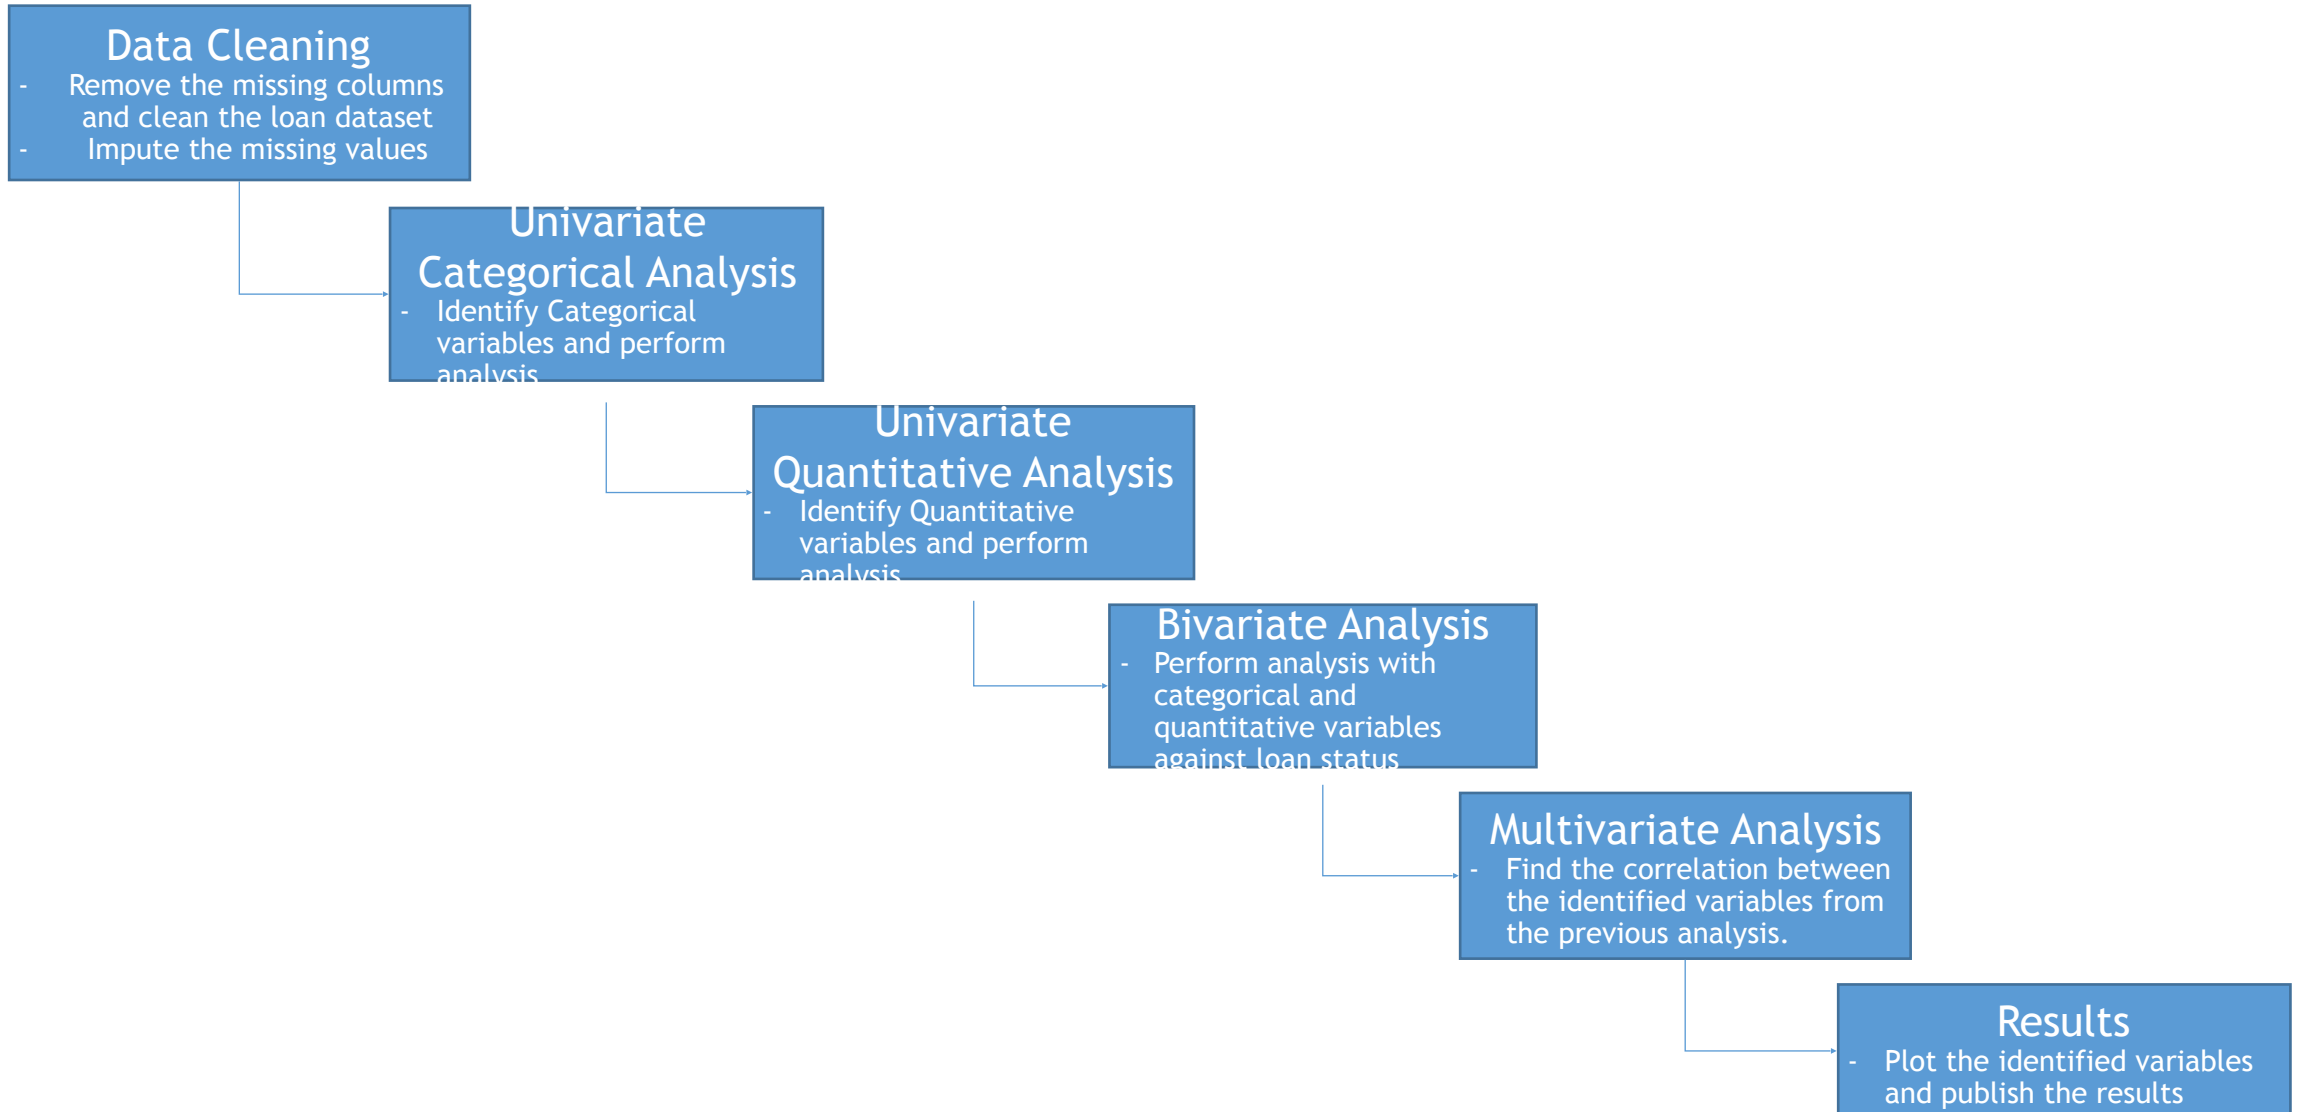 Data Cleaning
- Remove the missing columns
and clean the loan dataset
- Impute the missing values
Univariate
Categorical Analysis
- Identify Categorical
variables and perform
analysis
Univariate
Quantitative Analysis
- Identify Quantitative
variables and perform
analysis
Bivariate Analysis
- Perform analysis with
categorical and
quantitative variables
against loan status
Multivariate Analysis
- Find the correlation between
the identified variables from
the previous analysis.
Results
- Plot the identified variables
and publish the results